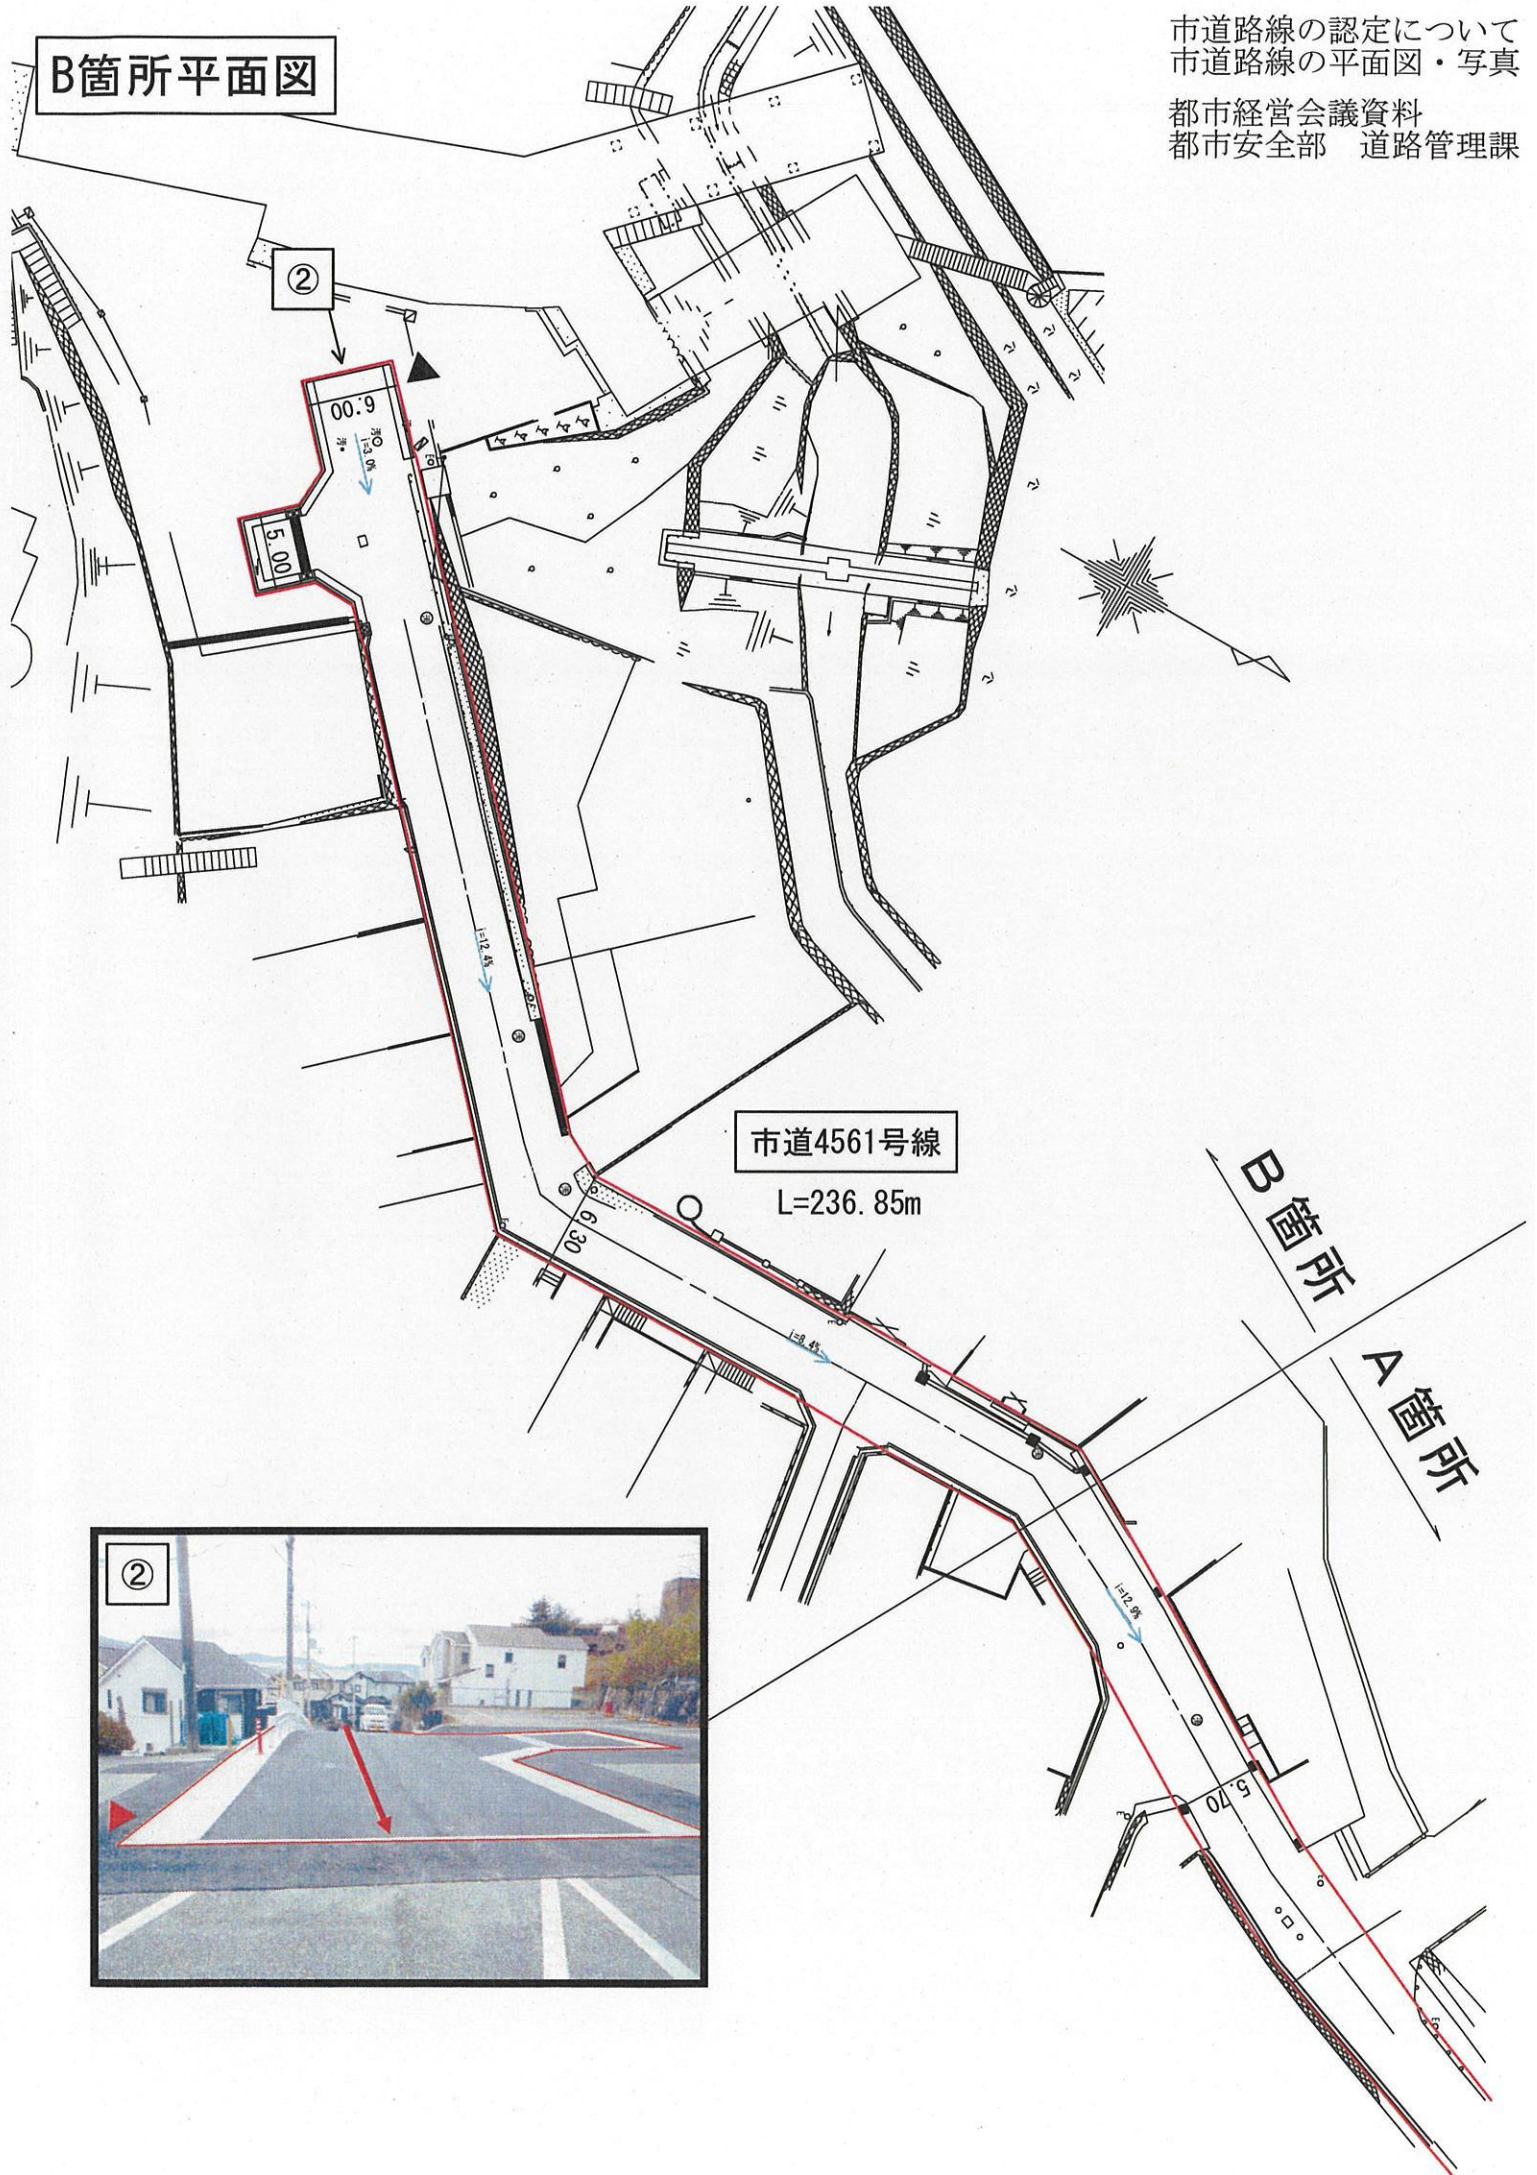 市道路線の認定について
市道路線の平面図・写真
都市経営会議資料
都市安全部　道路管理課
B箇所平面図
②
6.00
汚
汚
i=3.0%
5.00
i=12.4%
市道4561号線
L=236.85m
6.30
i=8.4%
B箇所
A箇所
i=12.9%
5.70
②